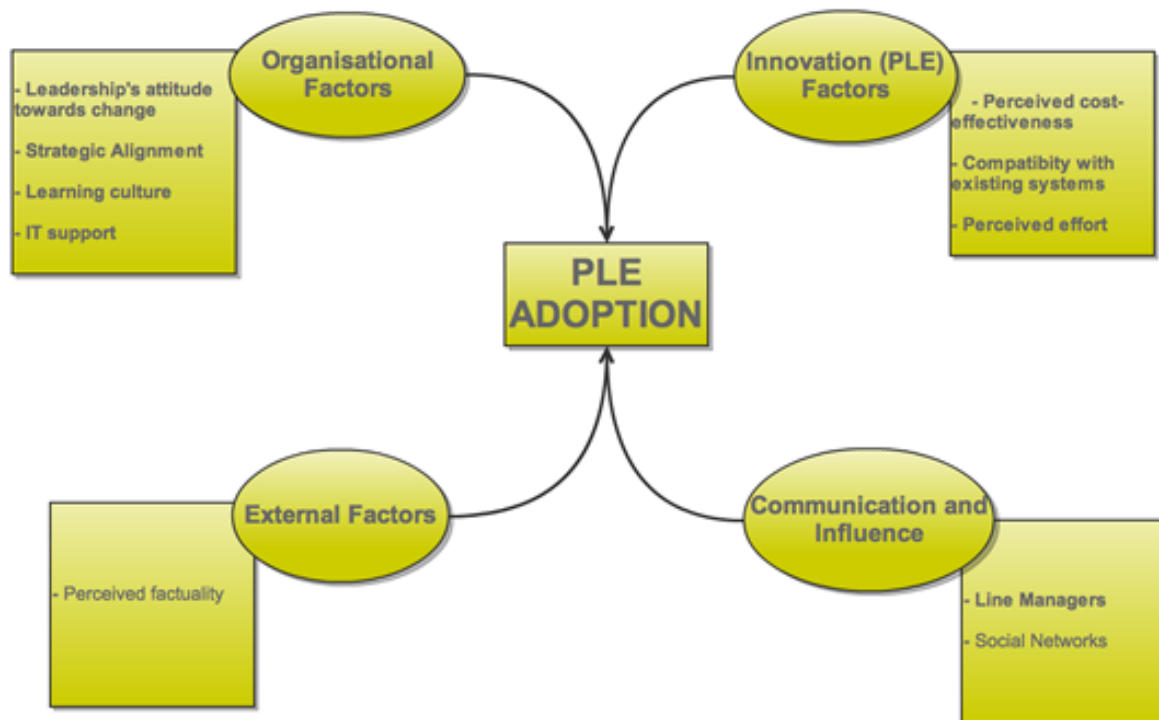 Organisational
Factors
- Leadership's attitude
towards change
- Strategic Alignment
- Learning culture
- IT support
Innovation (PLE)
Factors
- Perceived cost-
effectiveness
- Compatibity with
existing systems
- Perceived effort
PLE
ADOPTION
External Factors
- Perceived factuality
Communication and
Influence
- Line Managers
- Social Networks